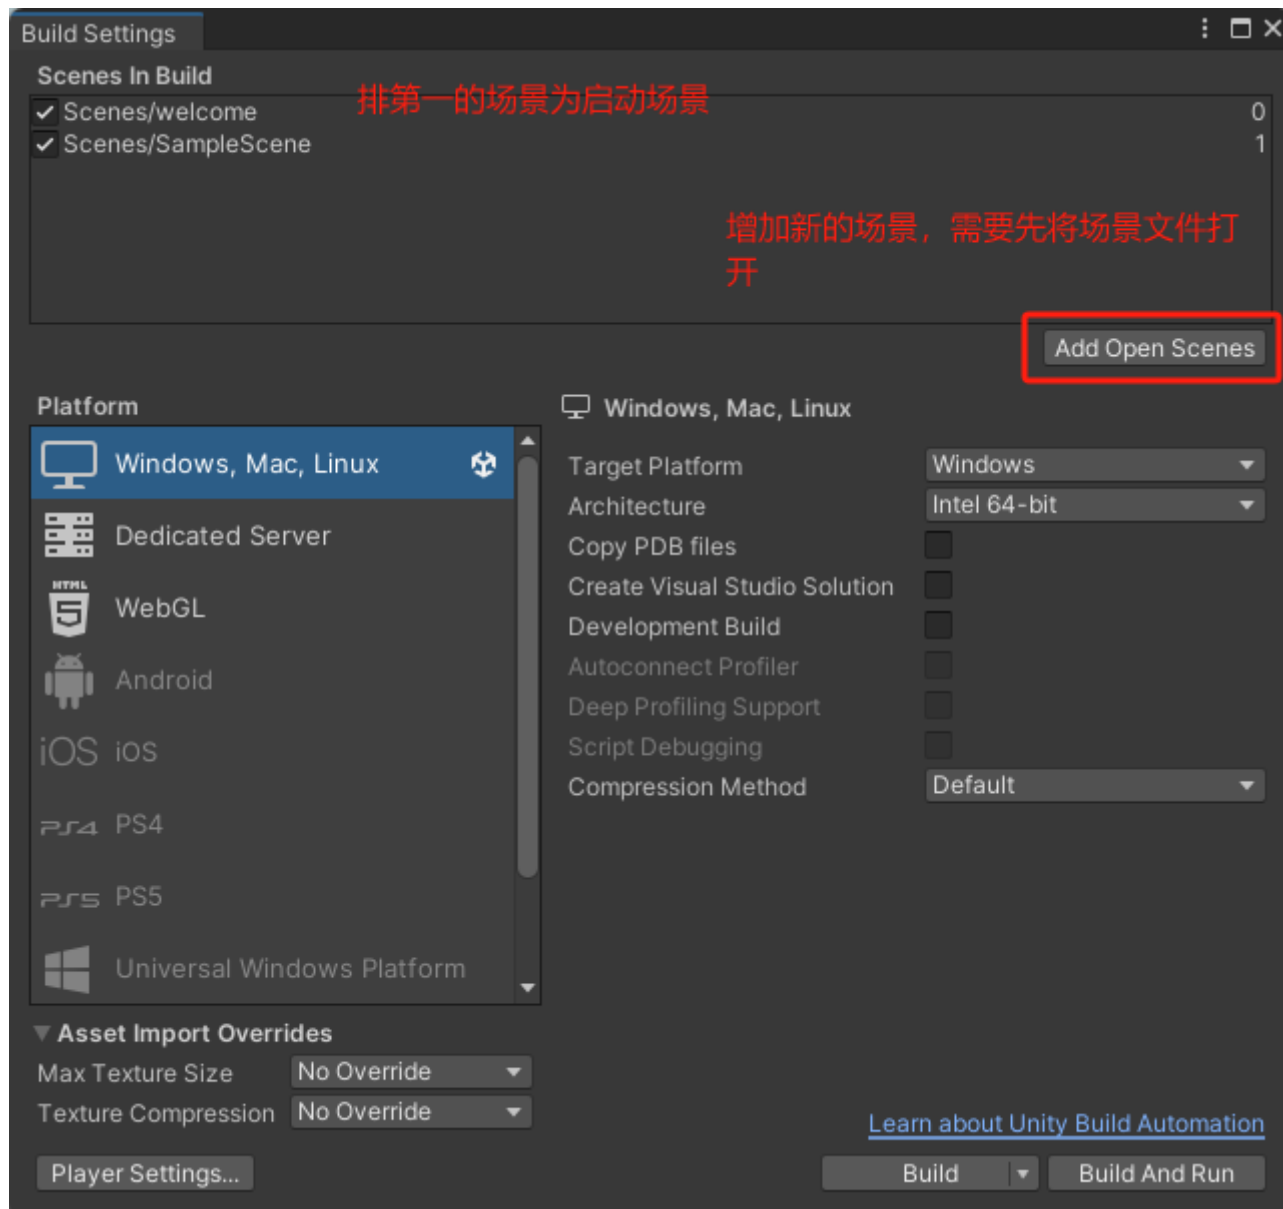 Build Settings
Scenes In Build
排第一的场景为启动场景
Scenes/welcome 0
Scenes/SampleScene 1
增加新的场景，需要先将场景文件打
开
Add Open Scenes
Platform
Windows, Mac, Linux
Dedicated Server
HTML 5 WebGL
Android
iOS iOS
PS4 PS4
PS5 PS5
Universal Windows Platform
Windows, Mac, Linux
Target Platform Windows
Architecture Intel 64-bit
Copy PDB files
Create Visual Studio Solution
Development Build
Autoconnect Profiler
Deep Profiling Support
Script Debugging
Compression Method Default
Asset Import Overrides
Max Texture Size No Override
Texture Compression No Override
Learn about Unity Build Automation
Player Settings... Build Build And Run